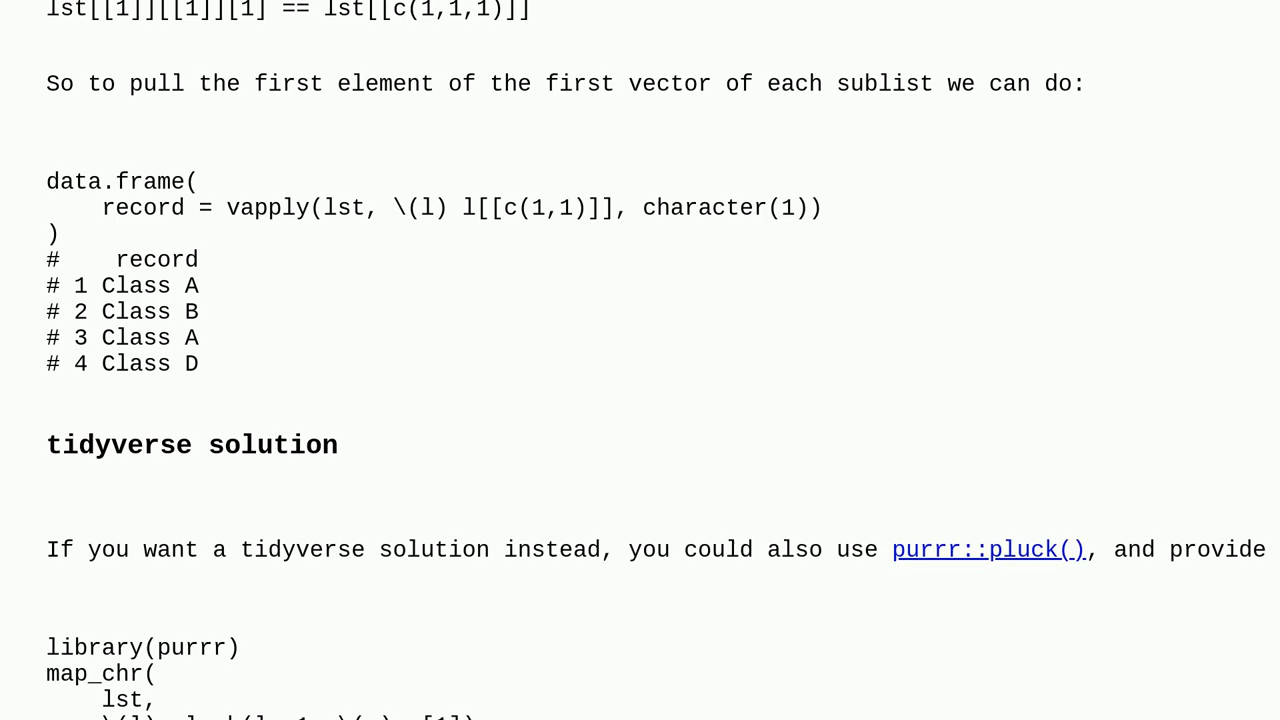 lst[[1]][[1]][1] == lst[[c(1,1,1)]]
So to pull the first element of the first vector of each sublist we can do:
data.frame(
    record = vapply(lst, \(l) l[[c(1,1)]], character(1))
)
#    record
# 1 Class A
# 2 Class B
# 3 Class A
# 4 Class D
tidyverse solution
If you want a tidyverse solution instead, you could also use purrr::pluck(), and provide
library(purrr)
map_chr(
    lst,